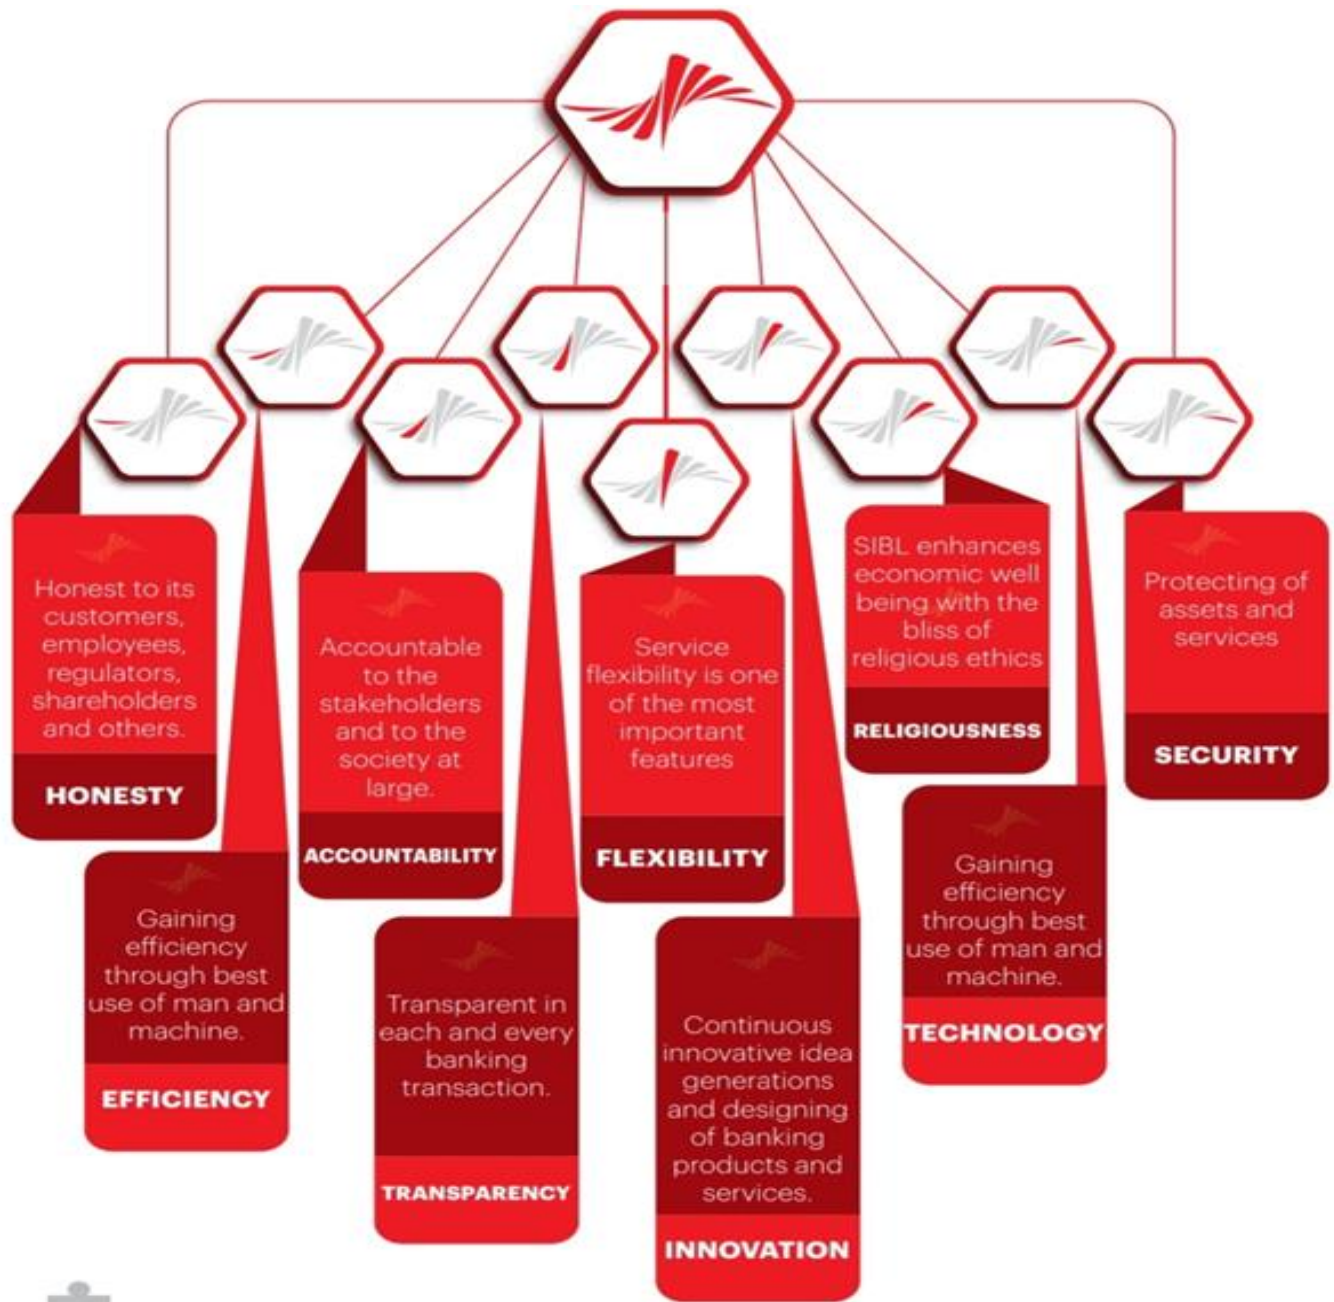 Honest to its
customers,
employees,
regulators,
shareholders
and others.
HONESTY
Gaining
efficiency
through best
use of man and
machine.
EFFICIENCY
Accountable
to the
stakeholders
and to the
society at
large.
ACCOUNTABILITY
Transparent in
each and every
banking
transaction.
TRANSPARENCY
Service
flexibility is one
of the most
important
features
FLEXIBILITY
Continuous
innovative idea
generations
and designing
of banking
products and
services.
INNOVATION
SIBL enhances
economic well
being with the
bliss of
religious ethics
RELIGIOUSNESS
Gaining
efficiency
through best
use of man and
machine.
TECHNOLOGY
Protecting of
assets and
services
SECURITY